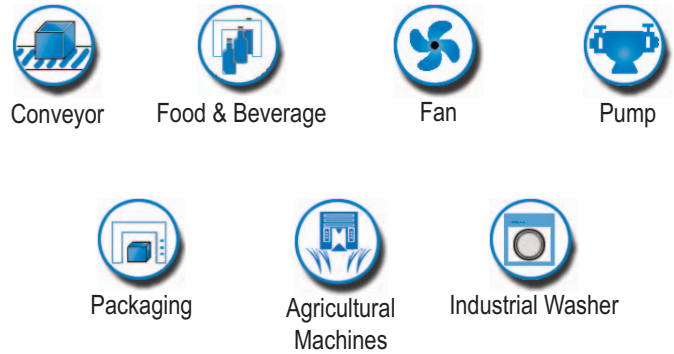 Conveyor
Food & Beverage
Fan
Pump
Packaging
Agricultural
Machines
Industrial Washer